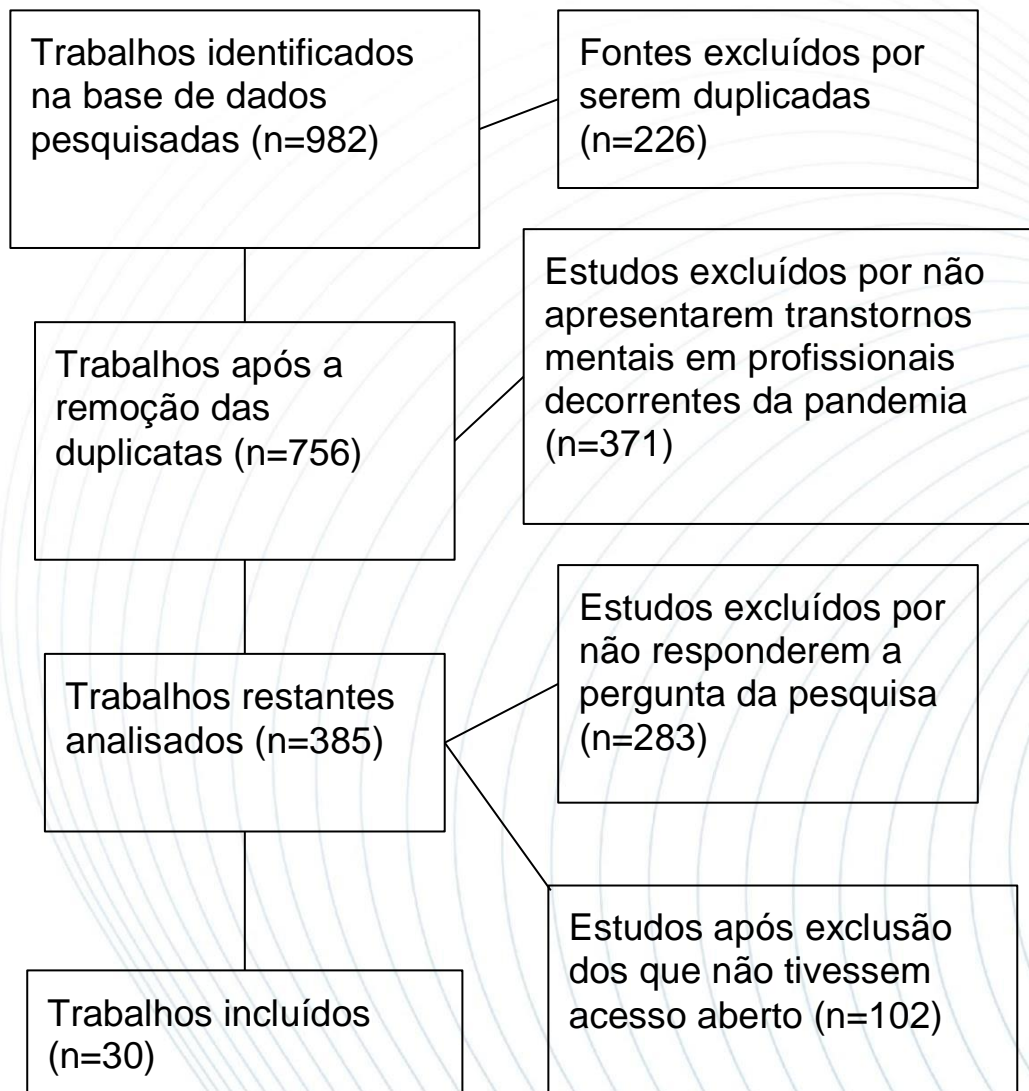 Trabalhos identificados
na base de dados
pesquisadas (n=982)
Fontes excluídos por
serem duplicadas
(n=226)
Trabalhos após a
remoção das
duplicatas (n=756)
Estudos excluídos por não
apresentarem transtornos
mentais em profissionais
decorrentes da pandemia
(n=371)
Trabalhos restantes
analisados (n=385)
Estudos excluídos por
não responderem a
pergunta da pesquisa
(n=283)
Estudos após exclusão
dos que não tivessem
acesso aberto (n=102)
Trabalhos incluídos
(n=30)